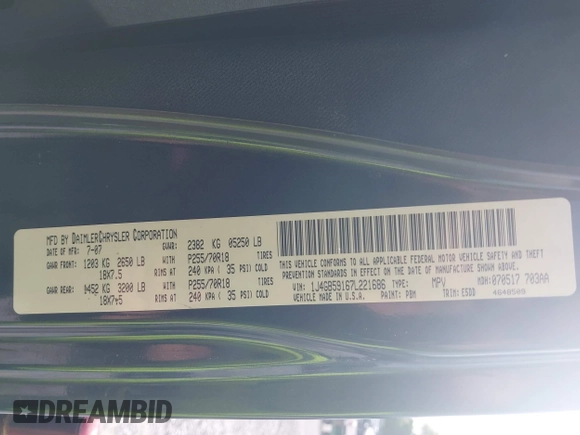 MFD BY DAIMLERCHRYSLER CORPORATION
DATE OF MFR: 7-07 GVWR: 2382 KG 05250 LB
GAWR FRONT: 1203 KG 2650 LB WITH P255/70R18 TIRES
18X7.5 RIMS AT 240 KPA ( 35 PSI) COLD
GAWR REAR: 1452 KG 3200 LB WITH P255/70R18 TIRES
18X7.5 RIMS AT 240 KPA ( 35 PSI) COLD
THIS VEHICLE CONFORMS TO ALL APPLICABLE FEDERAL MOTOR VEHICLE SAFETY, BUMPER, AND THEFT
PREVENTION STANDARDS IN EFFECT ON THE DATE OF MANUFACTURE SHOWN ABOVE.
VIN: 1J4GB59167L221686 TYPE: MPV MDH: 070517 703AA
VEHICLE MADE IN U.S.A. PAINT: PBM TRIM: E5DD 4648509
DREAMBID